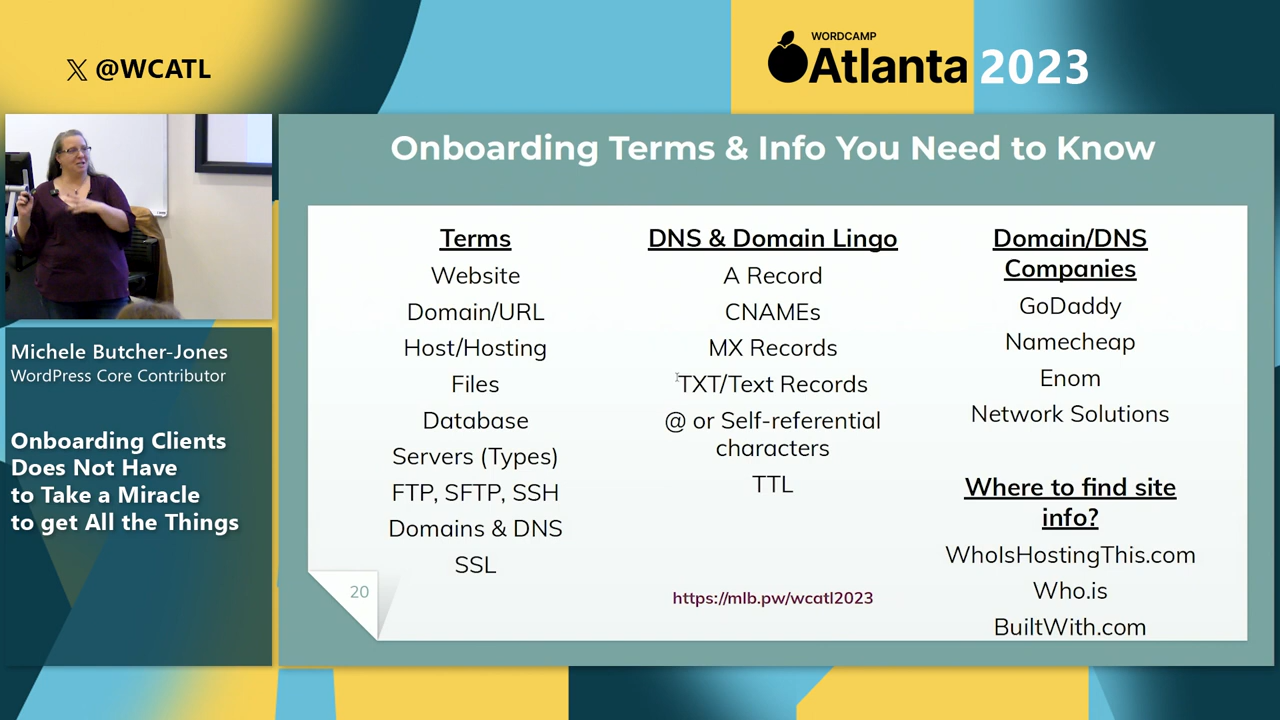 𝕏 @WCATL
WORDCAMP
Atlanta 2023
Onboarding Terms & Info You Need to Know
Terms
Website
Domain/URL
Host/Hosting
Files
Database
Servers (Types)
FTP, SFTP, SSH
Domains & DNS
SSL
DNS & Domain Lingo
A Record
CNAMEs
MX Records
TXT/Text Records
@ or Self-referential
characters
TTL
Domain/DNS
Companies
GoDaddy
Namecheap
Enom
Network Solutions
Where to find site
info?
WhoIsHostingThis.com
Who.is
BuiltWith.com
20
https://mlb.pw/wcatl2023
Michele Butcher-Jones
WordPress Core Contributor
Onboarding Clients
Does Not Have
to Take a Miracle
to get All the Things